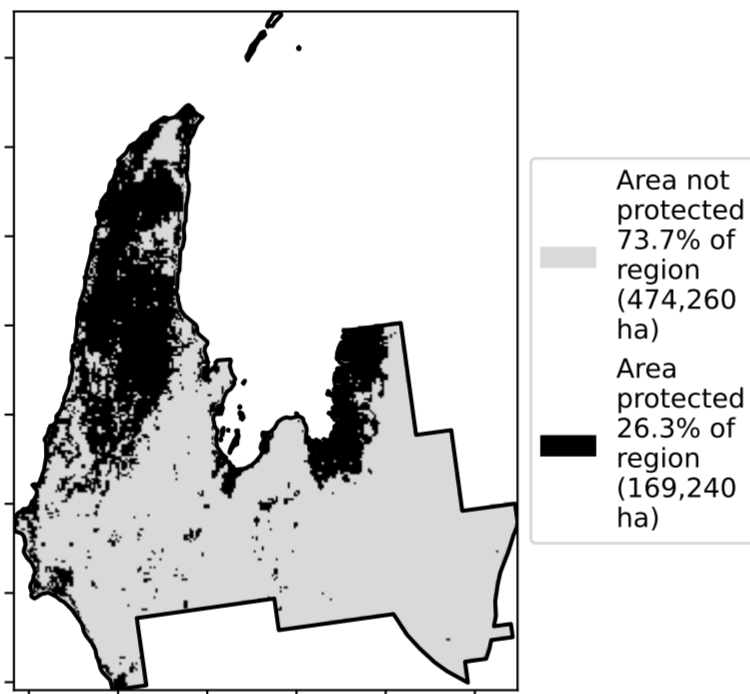 Area not
protected
73.7% of
region
(474,260
ha)
Area
protected
26.3% of
region
(169,240
ha)